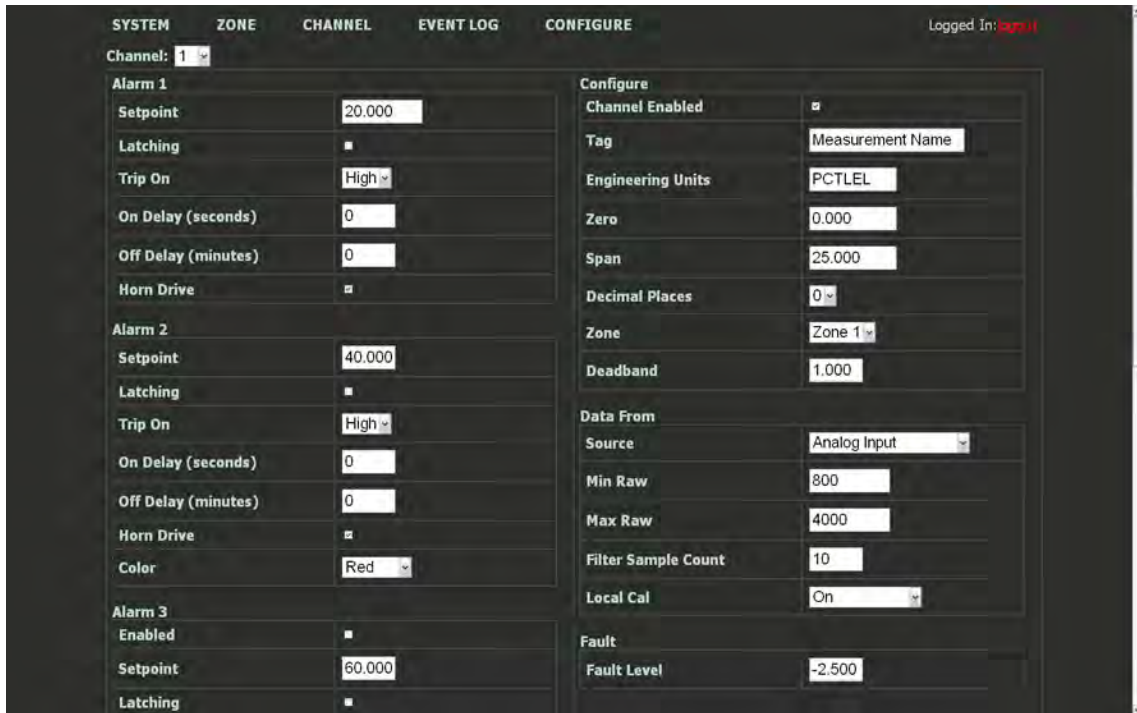 SYSTEM ZONE CHANNEL EVENT LOG CONFIGURE Logged In:
Channel: 1
Alarm 1
Setpoint 20.000
Latching
Trip On High
On Delay (seconds) 0
Off Delay (minutes) 0
Horn Drive
Alarm 2
Setpoint 40.000
Latching
Trip On High
On Delay (seconds) 0
Off Delay (minutes) 0
Horn Drive
Color Red
Alarm 3
Enabled
Setpoint 60.000
Latching
Configure
Channel Enabled
Tag Measurement Name
Engineering Units PCTLEL
Zero 0.000
Span 25.000
Decimal Places 0
Zone Zone 1
Deadband 1.000
Data From
Source Analog Input
Min Raw 800
Max Raw 4000
Filter Sample Count 10
Local Cal On
Fault
Fault Level -2.500